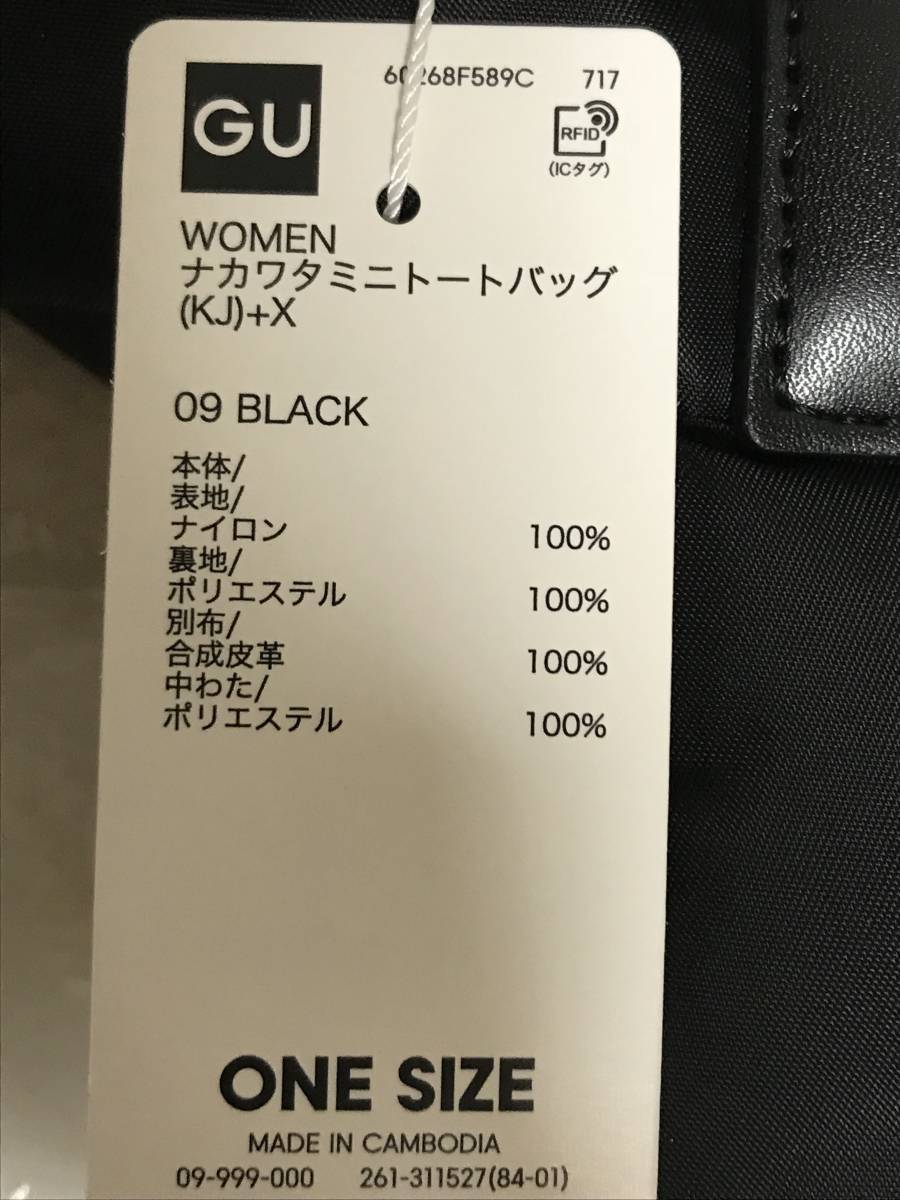 GU
717
RFID
(ICタグ)
WOMEN
ナカワタミニトートバッグ
(KJ)+X
09 BLACK
本体/
表地/
ナイロン 100%
裏地/
ポリエステル 100%
別布/
合成皮革 100%
中わた/
ポリエステル 100%
ONE SIZE
MADE IN CAMBODIA
09-999-000 261-311527(84-01)